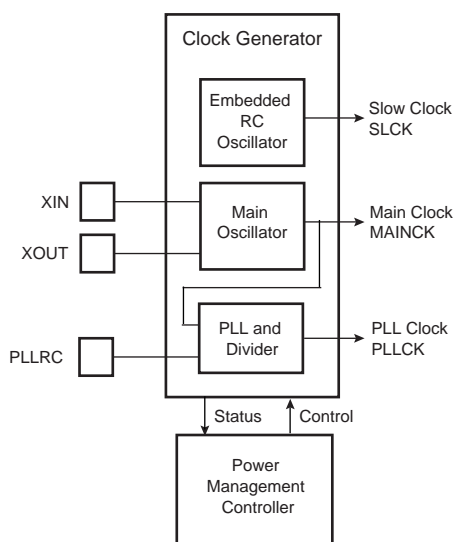 Clock Generator
Embedded
RC
Oscillator
Slow Clock
SLCK
XIN
XOUT
Main
Oscillator
Main Clock
MAINCK
PLLRC
PLL and
Divider
PLL Clock
PLLCK
Status
Control
Power
Management
Controller